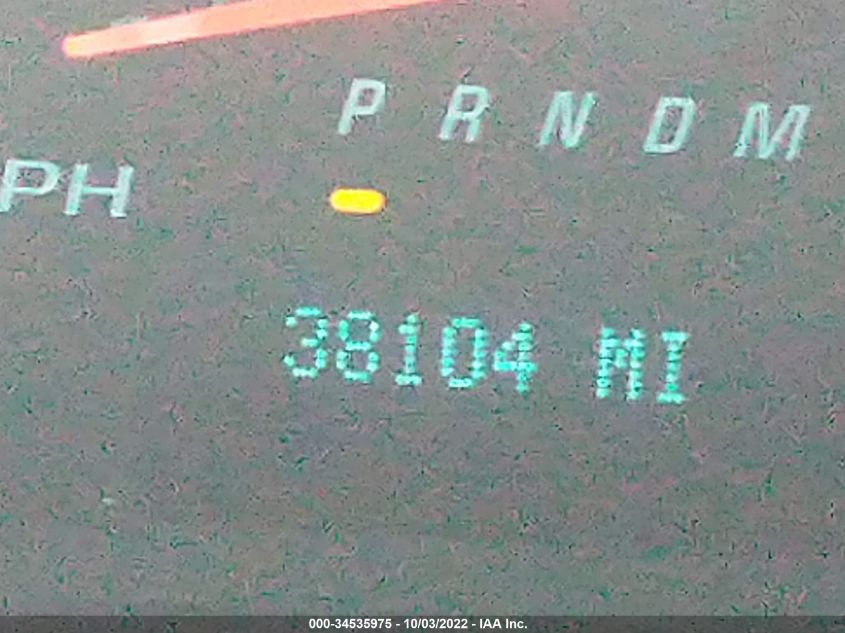 P R N D M
PH
38104 MI
000-34535975 - 10/03/2022 - IAA Inc.